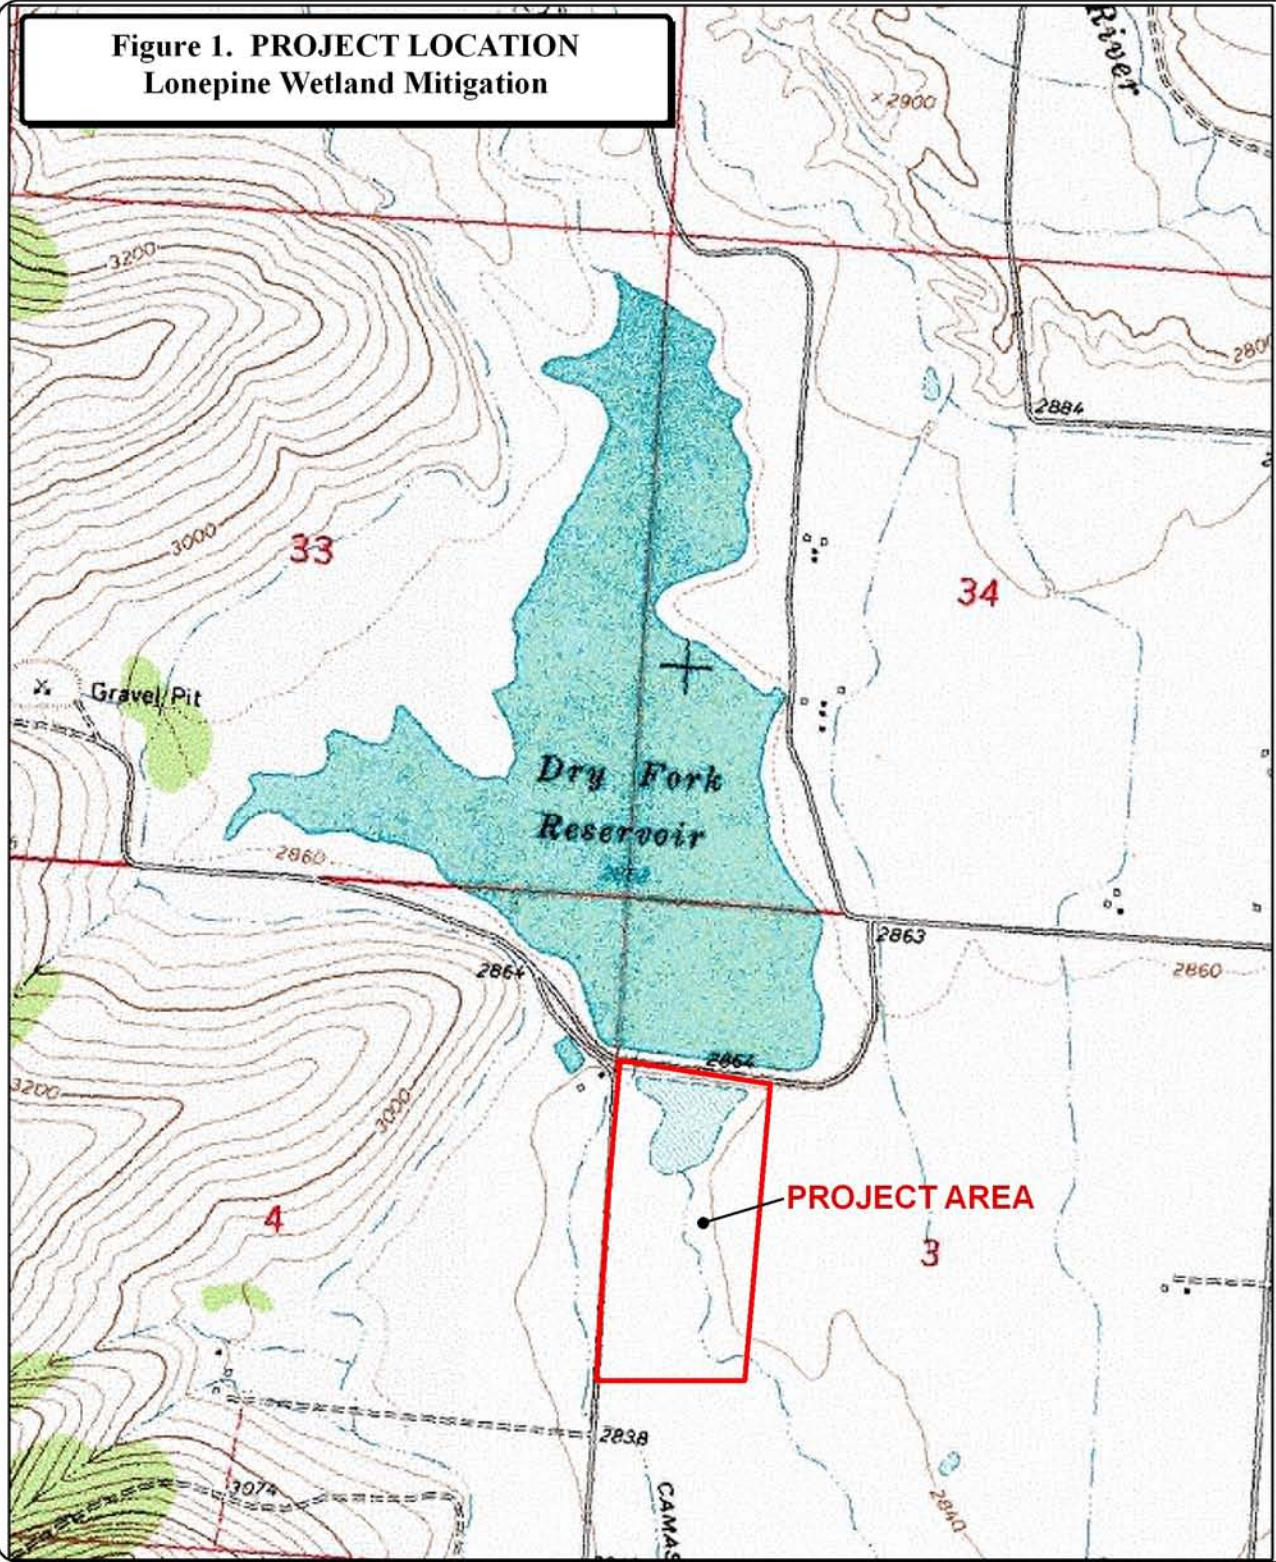 Figure 1. PROJECT LOCATION
Lonepine Wetland Mitigation
River
2900
3200
2884
3000
33
34
Gravel Pit
Dry Fork
Reservoir
2860
2863
2864
2860
2864
3200
3000
PROJECT AREA
4
3
2838
3074
CAMAS
2840